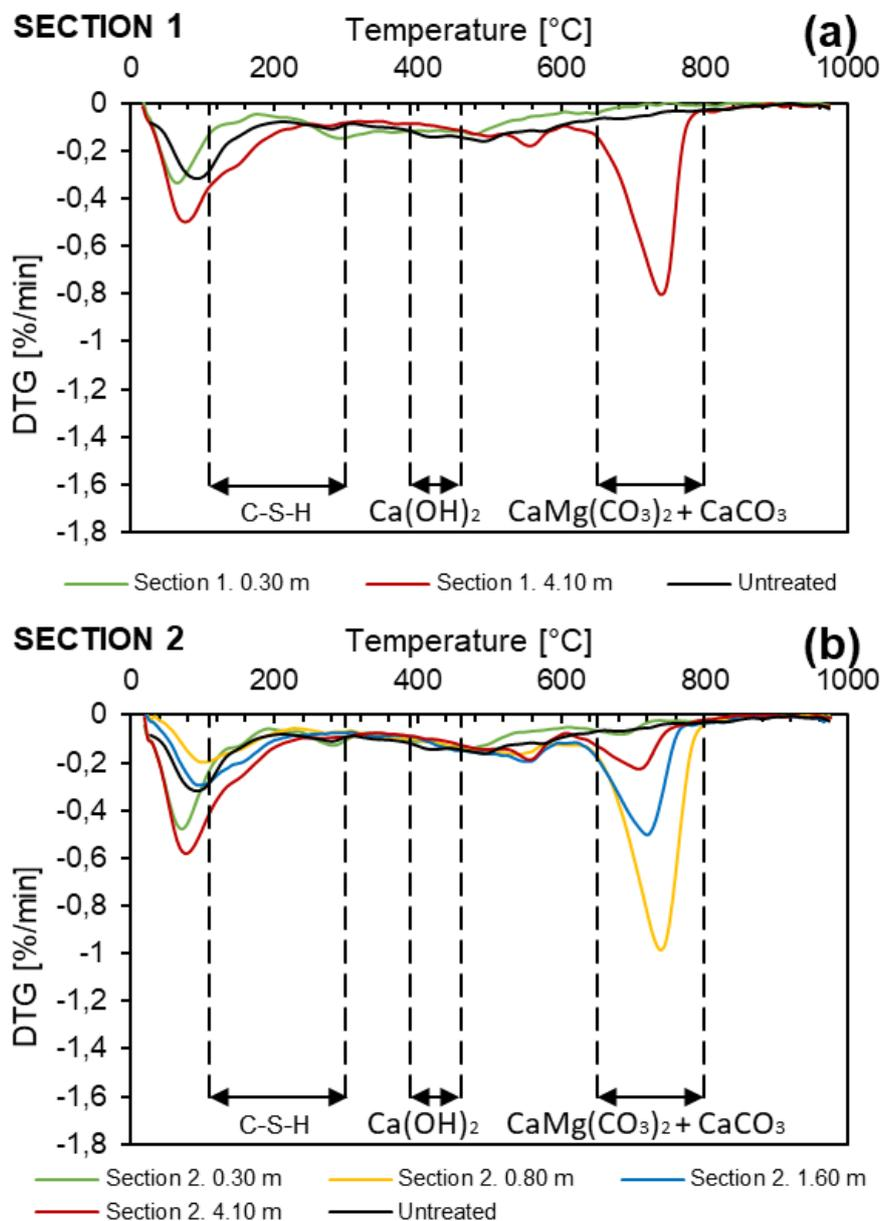 SECTION 1
Temperature [°C]
(a)
0 200 400 600 800 1000
DTG [%/min]
0
-0,2
-0,4
-0,6
-0,8
-1
-1,2
-1,4
-1,6
-1,8
C-S-H Ca(OH)₂ CaMg(CO₃)₂ + CaCO₃
Section 1. 0.30 m Section 1. 4.10 m Untreated
SECTION 2
Temperature [°C]
(b)
0 200 400 600 800 1000
DTG [%/min]
0
-0,2
-0,4
-0,6
-0,8
-1
-1,2
-1,4
-1,6
-1,8
C-S-H Ca(OH)₂ CaMg(CO₃)₂ + CaCO₃
Section 2. 0.30 m Section 2. 0.80 m Section 2. 1.60 m
Section 2. 4.10 m Untreated